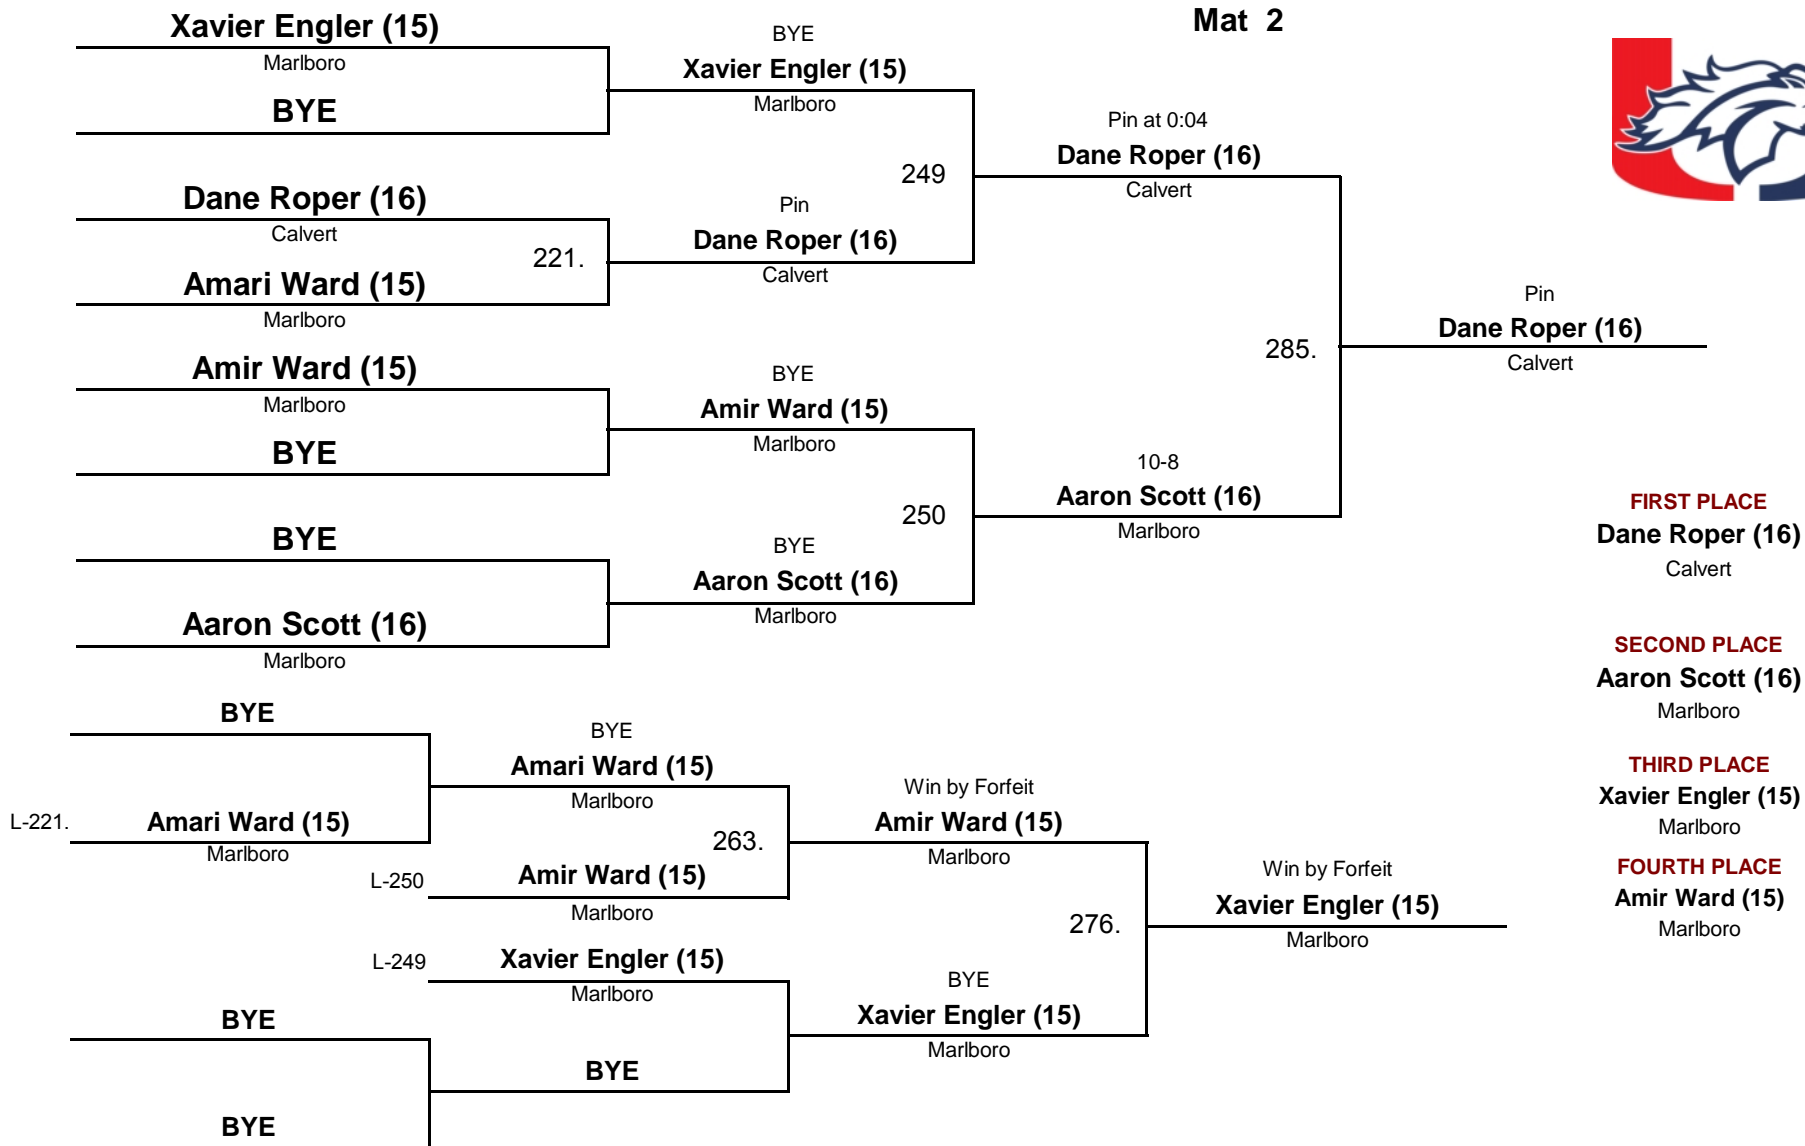 Mat 2
Xavier Engler (15)
Marlboro
BYE
Dane Roper (16)
Calvert
221.
Amari Ward (15)
Marlboro
Amir Ward (15)
Marlboro
BYE
BYE
Aaron Scott (16)
Marlboro
BYE
Xavier Engler (15)
Marlboro
249
Pin
Dane Roper (16)
Calvert
BYE
Amir Ward (15)
Marlboro
250
BYE
Aaron Scott (16)
Marlboro
Pin at 0:04
Dane Roper (16)
Calvert
285.
10-8
Aaron Scott (16)
Marlboro
Pin
Dane Roper (16)
Calvert
FIRST PLACE
Dane Roper (16)
Calvert
SECOND PLACE
Aaron Scott (16)
Marlboro
THIRD PLACE
Xavier Engler (15)
Marlboro
FOURTH PLACE
Amir Ward (15)
Marlboro
BYE
L-221.
Amari Ward (15)
Marlboro
BYE
Amari Ward (15)
Marlboro
263.
L-250
Amir Ward (15)
Marlboro
L-249
Xavier Engler (15)
Marlboro
BYE
BYE
BYE
Win by Forfeit
Amir Ward (15)
Marlboro
276.
BYE
Xavier Engler (15)
Marlboro
Win by Forfeit
Xavier Engler (15)
Marlboro